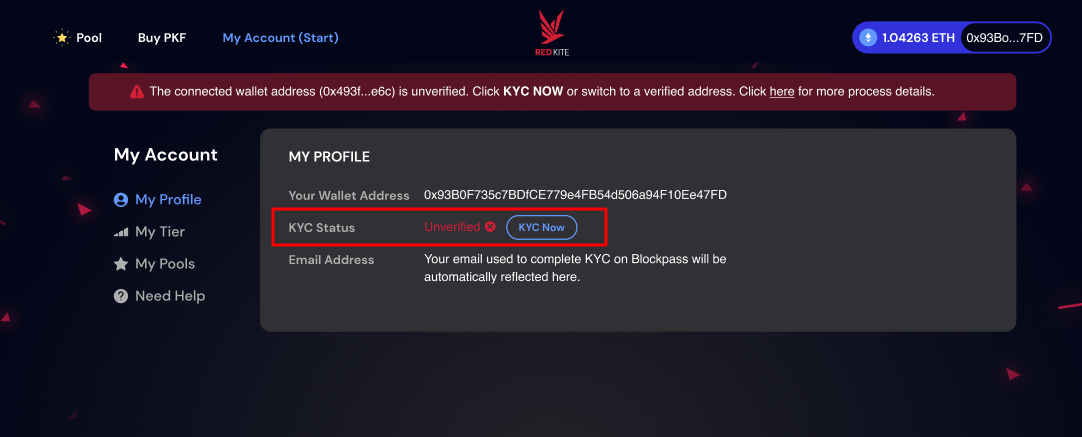 Pool
Buy PKF
My Account (Start)
RED KITE
1.04263 ETH
0x93Bo...7FD
The connected wallet address (0x493f...e6c) is unverified. Click KYC NOW or switch to a verified address. Click here for more process details.
My Account
My Profile
My Tier
My Pools
Need Help
MY PROFILE
Your Wallet Address 0x93B0F735c7BDfCE779e4FB54d506a94F10Ee47FD
KYC Status Unverified KYC Now
Email Address Your email used to complete KYC on Blockpass will be
automatically reflected here.